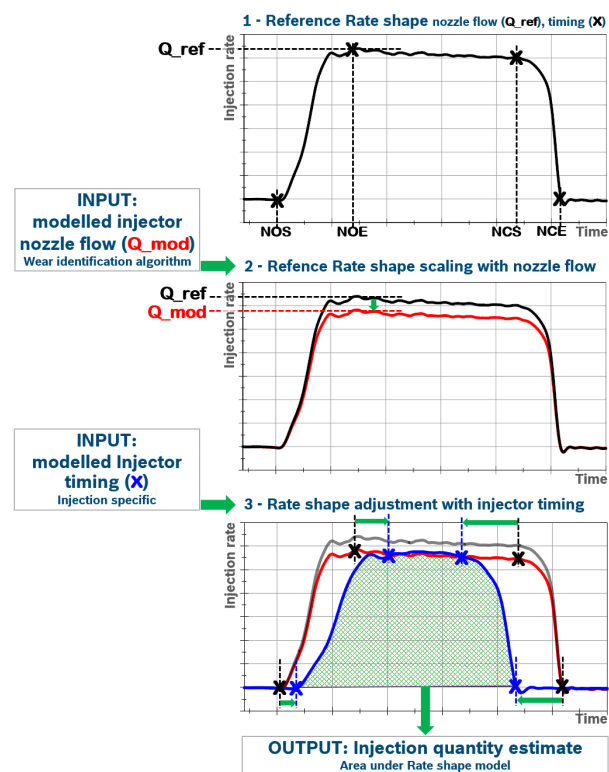 1 - Reference Rate shape nozzle flow (Q_ref), timing (X)
Q_ref
Injection rate
NOS
NOE
NCS
NCE
Time
INPUT:
modelled injector
nozzle flow (Q_mod)
Wear identification algorithm
2 - Refence Rate shape scaling with nozzle flow
Q_ref
Q_mod
Injection rate
Time
INPUT:
modelled Injector
timing (X)
Injection specific
3 - Rate shape adjustment with injector timing
Injection rate
Time
OUTPUT: Injection quantity estimate
Area under Rate shape model